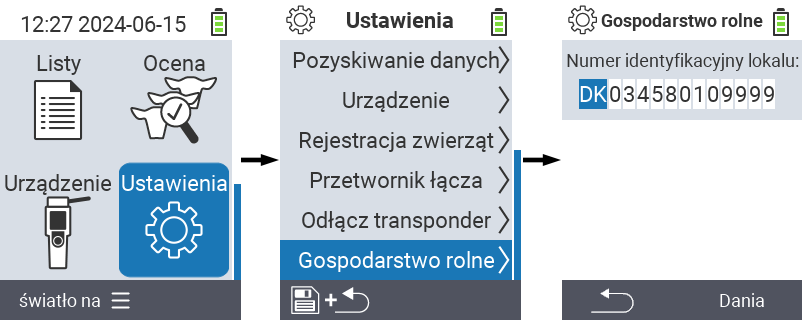 12:27 2024-06-15
Listy
Ocena
Urządzenie
Ustawienia
światło na
Ustawienia
Pozyskiwanie danych
Urządzenie
Rejestracja zwierząt
Przetwornik łącza
Odłącz transponder
Gospodarstwo rolne
+
Gospodarstwo rolne
Numer identyfikacyjny lokalu:
DK034580109999
Dania